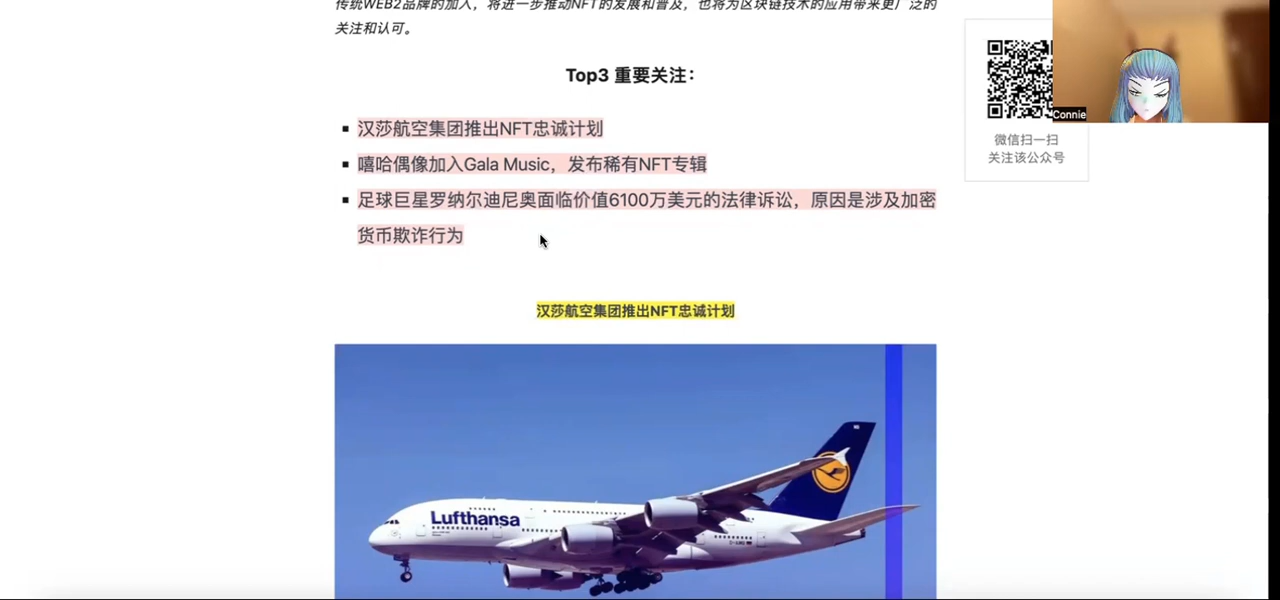 传统WEB2品牌的加入，将进一步推动NFT的发展和普及，也将为区块链技术的应用带来更广泛的
关注和认可。
Top3 重要关注：
汉莎航空集团推出NFT忠诚计划
嘻哈偶像加入Gala Music，发布稀有NFT专辑
足球巨星罗纳尔迪尼奥面临价值6100万美元的法律诉讼，原因是涉及加密
货币欺诈行为
汉莎航空集团推出NFT忠诚计划
Lufthansa
Connie
微信扫一扫
关注该公众号